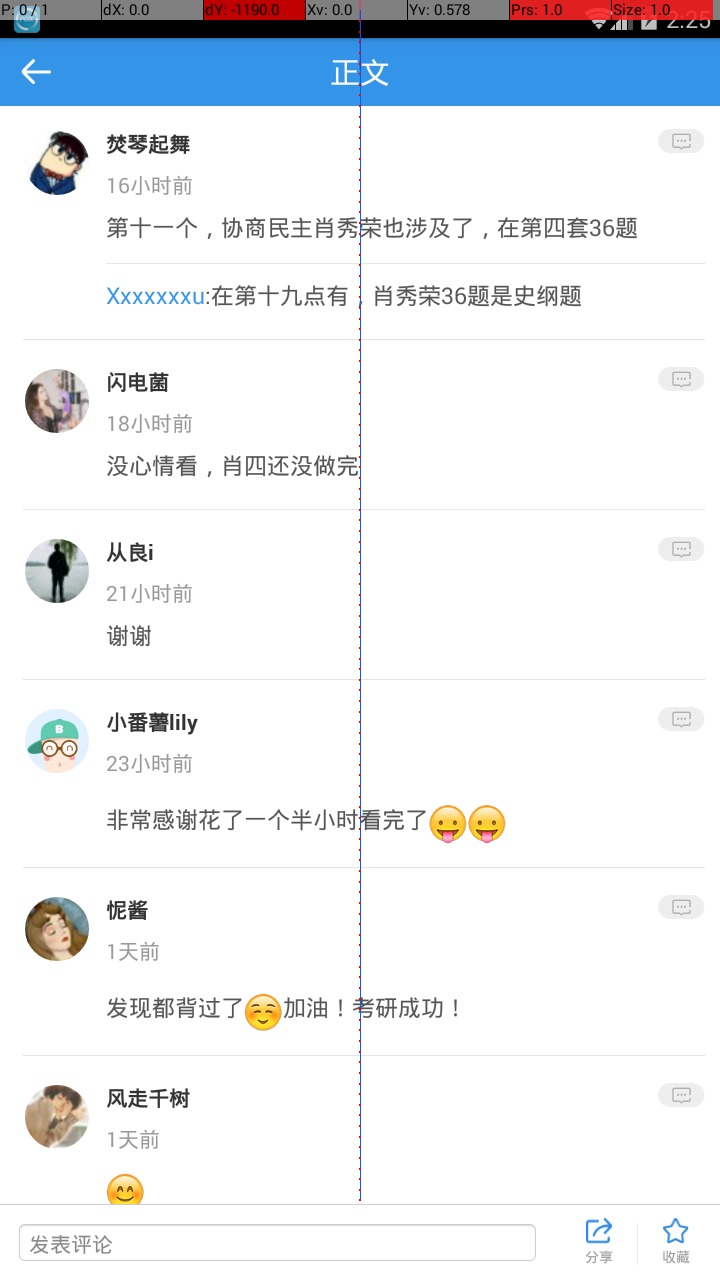 P: 0 / 1 dX: 0.0 dY: -1190.0 Xv: 0.0 Yv: 0.578 Prs: 1.0 Size: 1.0
2:25
正文
焚琴起舞
16小时前
第十一个，协商民主肖秀荣也涉及了，在第四套36题
Xxxxxxxu:在第十九点有，肖秀荣36题是史纲题
闪电菌
18小时前
没心情看，肖四还没做完
从良i
21小时前
谢谢
小番薯lily
23小时前
非常感谢花了一个半小时看完了😛😛
怩酱
1天前
发现都背过了☺️加油！考研成功！
风走千树
1天前
😊
发表评论
分享
收藏
B